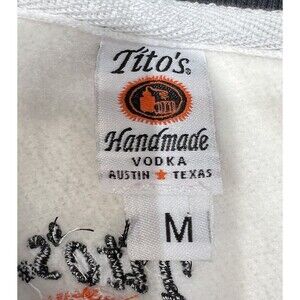 Tito's
Handmade
VODKA
AUSTIN ★ TEXAS
M